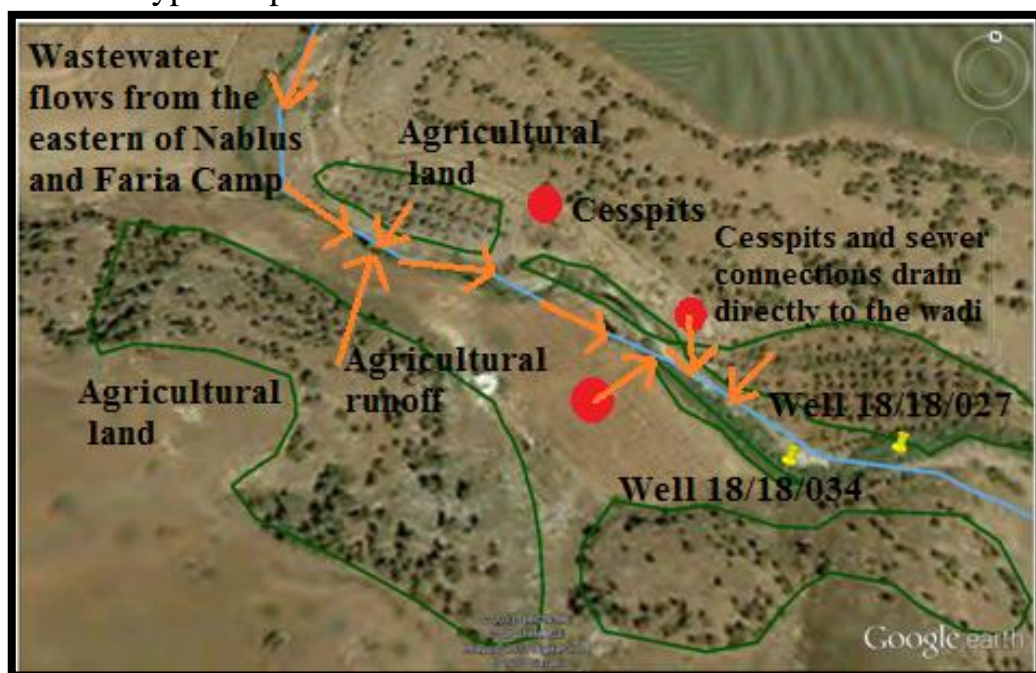 Wastewater
flows from the
eastern of Nablus
and Faria Camp
Agricultural
land
Cesspits
Cesspits and sewer
connections drain
directly to the wadi
Agricultural
runoff
Agricultural
land
Well 18/18/027
Well 18/18/034
Google earth